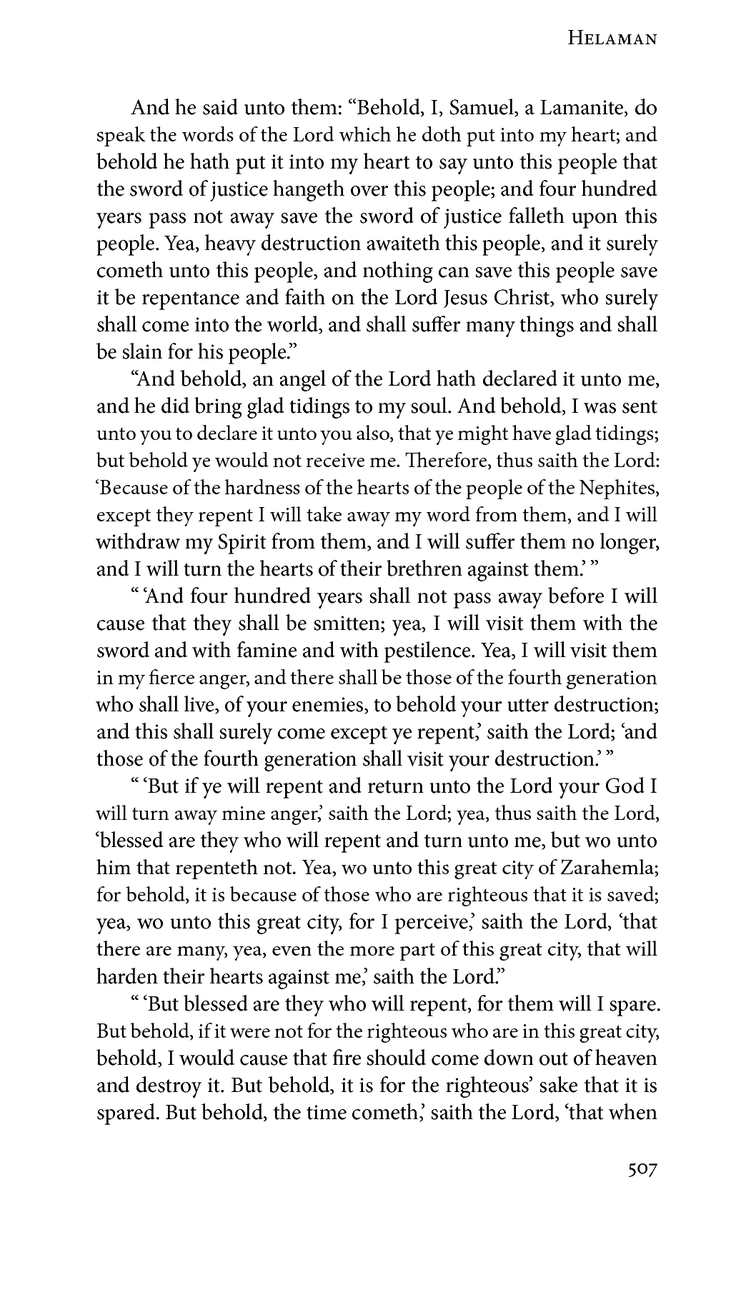 Helaman
And he said unto them: “Behold, I, Samuel, a Lamanite, do
speak the words of the Lord which he doth put into my heart; and
behold he hath put it into my heart to say unto this people that
the sword of justice hangeth over this people; and four hundred
years pass not away save the sword of justice falleth upon this
people. Yea, heavy destruction awaiteth this people, and it surely
cometh unto this people, and nothing can save this people save
it be repentance and faith on the Lord Jesus Christ, who surely
shall come into the world, and shall suffer many things and shall
be slain for his people.”
“And behold, an angel of the Lord hath declared it unto me,
and he did bring glad tidings to my soul. And behold, I was sent
unto you to declare it unto you also, that ye might have glad tidings;
but behold ye would not receive me. Therefore, thus saith the Lord:
‘Because of the hardness of the hearts of the people of the Nephites,
except they repent I will take away my word from them, and I will
withdraw my Spirit from them, and I will suffer them no longer,
and I will turn the hearts of their brethren against them.’ ”
“ ‘And four hundred years shall not pass away before I will
cause that they shall be smitten; yea, I will visit them with the
sword and with famine and with pestilence. Yea, I will visit them
in my fierce anger, and there shall be those of the fourth generation
who shall live, of your enemies, to behold your utter destruction;
and this shall surely come except ye repent,’ saith the Lord; ‘and
those of the fourth generation shall visit your destruction.’ ”
“ ‘But if ye will repent and return unto the Lord your God I
will turn away mine anger,’ saith the Lord; yea, thus saith the Lord,
‘blessed are they who will repent and turn unto me, but wo unto
him that repenteth not. Yea, wo unto this great city of Zarahemla;
for behold, it is because of those who are righteous that it is saved;
yea, wo unto this great city, for I perceive,’ saith the Lord, ‘that
there are many, yea, even the more part of this great city, that will
harden their hearts against me,’ saith the Lord.”
“ ‘But blessed are they who will repent, for them will I spare.
But behold, if it were not for the righteous who are in this great city,
behold, I would cause that fire should come down out of heaven
and destroy it. But behold, it is for the righteous’ sake that it is
spared. But behold, the time cometh,’ saith the Lord, ‘that when
507